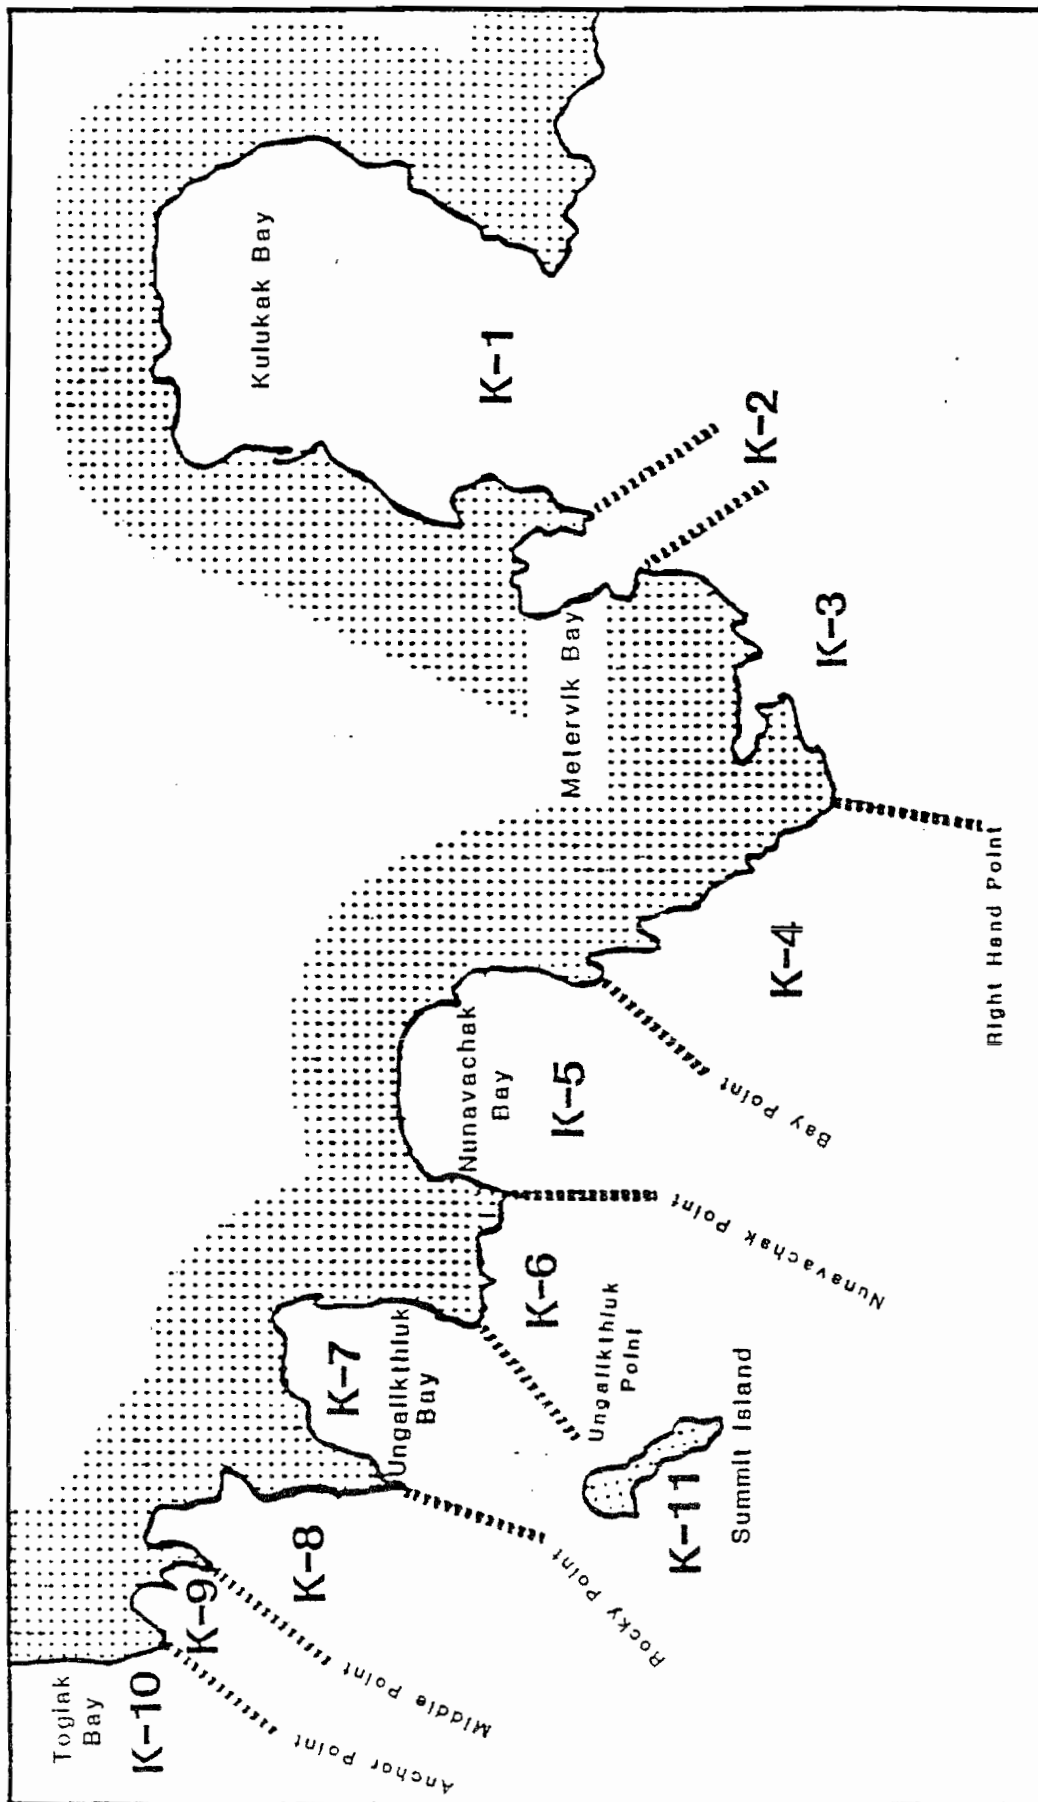 Togiak
Bay
K-10
Anchor Point
K-9
Middle Point
K-8
Rocky Point
K-7
Ungalikthluk
Bay
K-11
Summit Island
Ungalikthluk
Point
K-6
Nunavachak Point
Nunavachak
Bay
K-5
Bay Point
K-4
Right Hand Point
Metervik Bay
K-3
K-2
K-1
Kulukak Bay